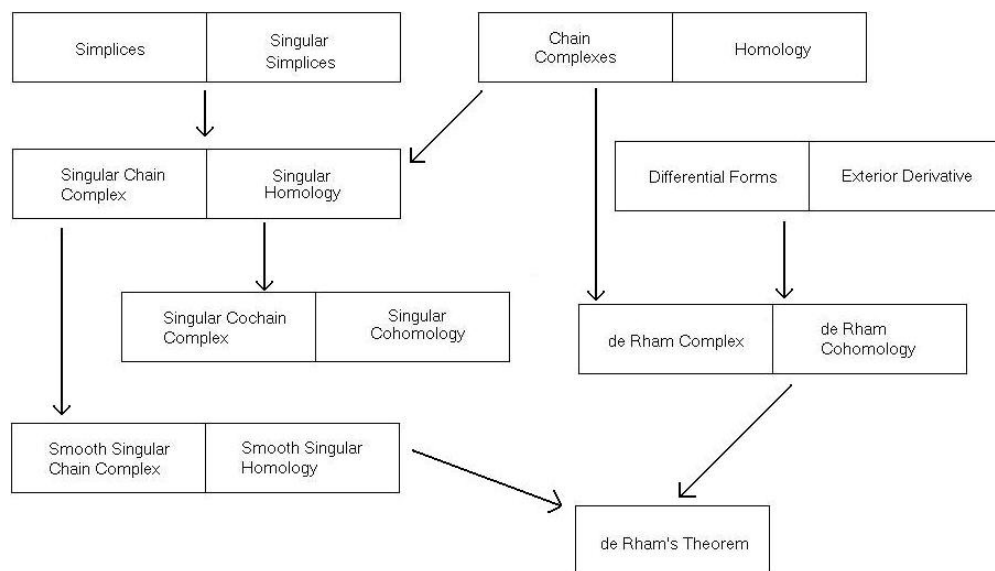 Simplices
Singular
Simplices
Chain
Complexes
Homology
Singular Chain
Complex
Singular
Homology
Differential Forms
Exterior Derivative
Singular Cochain
Complex
Singular
Cohomology
de Rham Complex
de Rham
Cohomology
Smooth Singular
Chain Complex
Smooth Singular
Homology
de Rham's Theorem